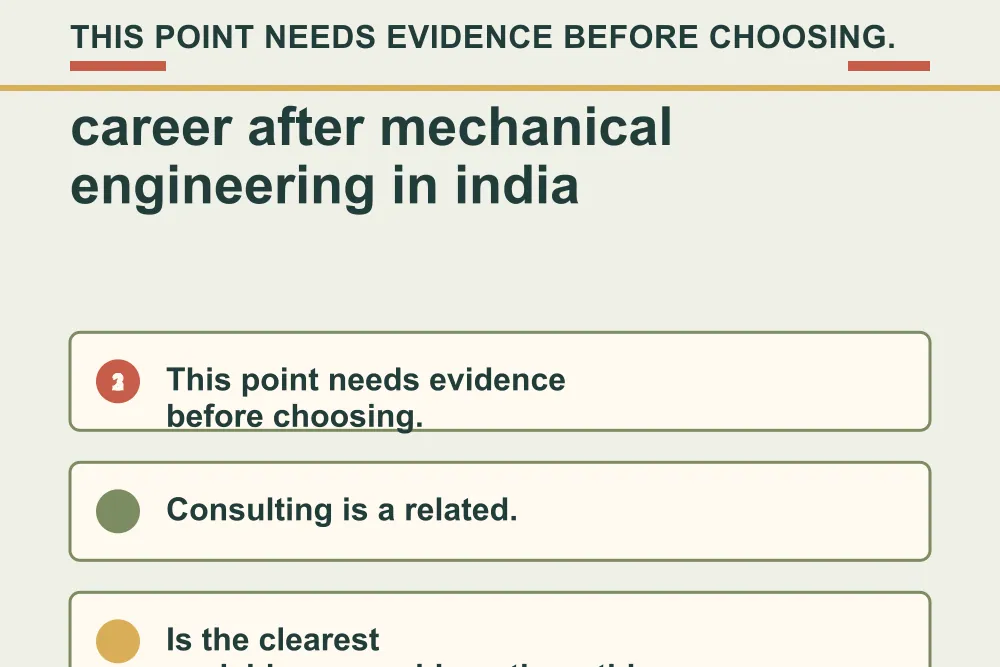 THIS POINT NEEDS EVIDENCE BEFORE CHOOSING.
career after mechanical
engineering in india
This point needs evidence
before choosing.
Consulting is a related.
Is the clearest